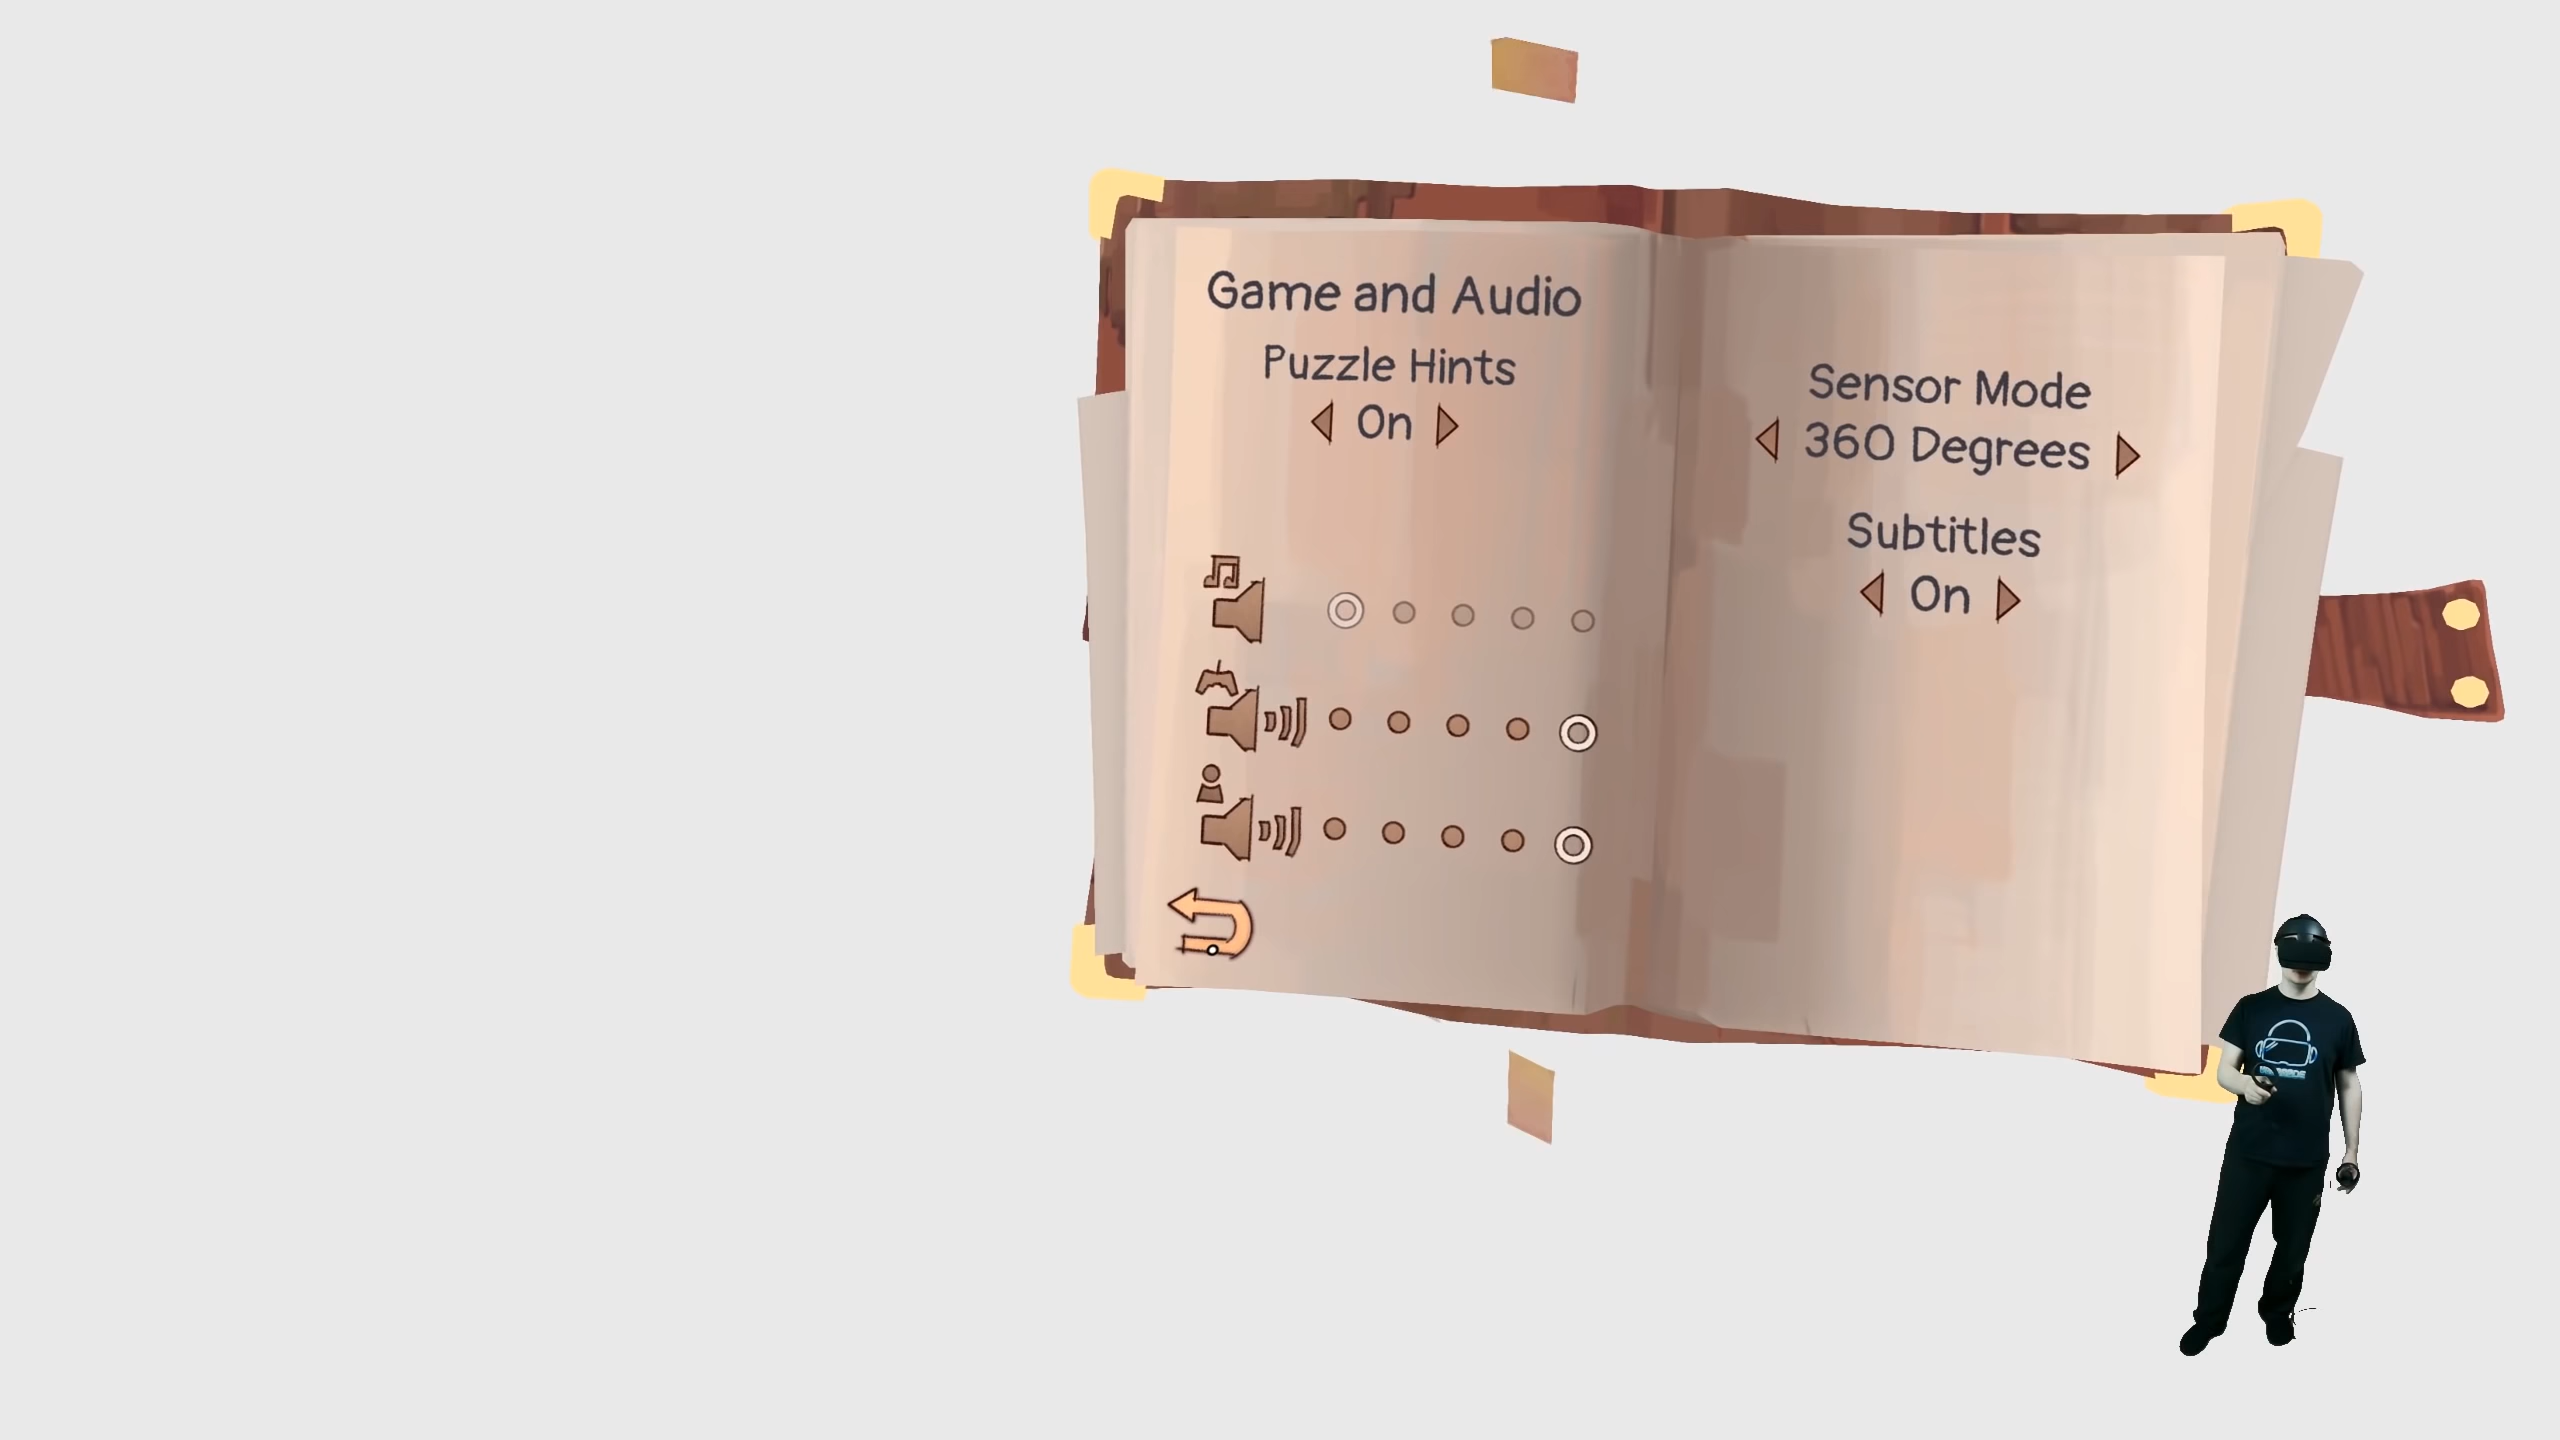 Game and Audio
Puzzle Hints
On
Sensor Mode
360 Degrees
Subtitles
On